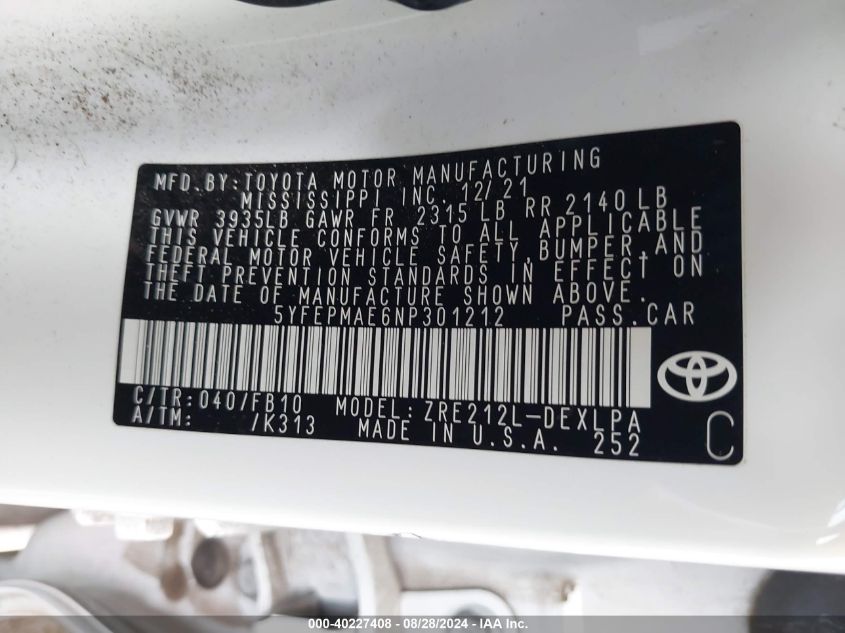 MFD. BY: TOYOTA MOTOR MANUFACTURING
MISSISSIPPI INC. 12/21
GVWR 3935LB GAWR FR 2315 LB RR 2140 LB
THIS VEHICLE CONFORMS TO ALL APPLICABLE
FEDERAL MOTOR VEHICLE SAFETY, BUMPER, AND
THEFT PREVENTION STANDARDS IN EFFECT ON
THE DATE OF MANUFACTURE SHOWN ABOVE.
5YFEPMAE6NP301212 PASS. CAR
C/TR: 040/FB10 MODEL: ZRE212L-DEXLPA
A/TM: /K313 MADE IN U.S.A. 252
C
000-40227408 - 08/28/2024 - IAA Inc.